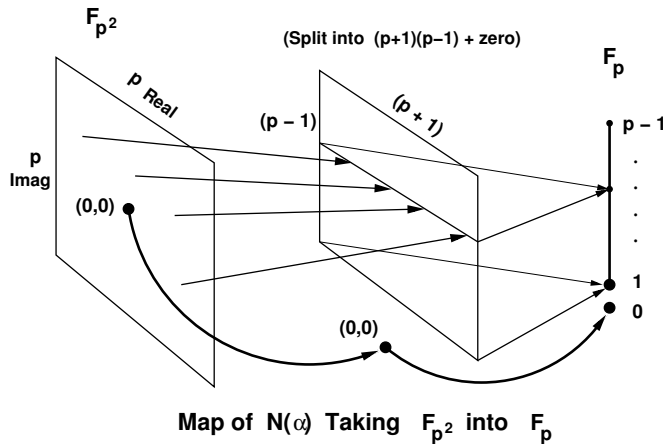 F_{p^2}
(Split into (p+1)(p−1) + zero)
F_p
p Real
(p − 1)
(p + 1)
p − 1
p
Imag
(0,0)
1
0
(0,0)
Map of N(α) Taking F_{p^2} into F_p